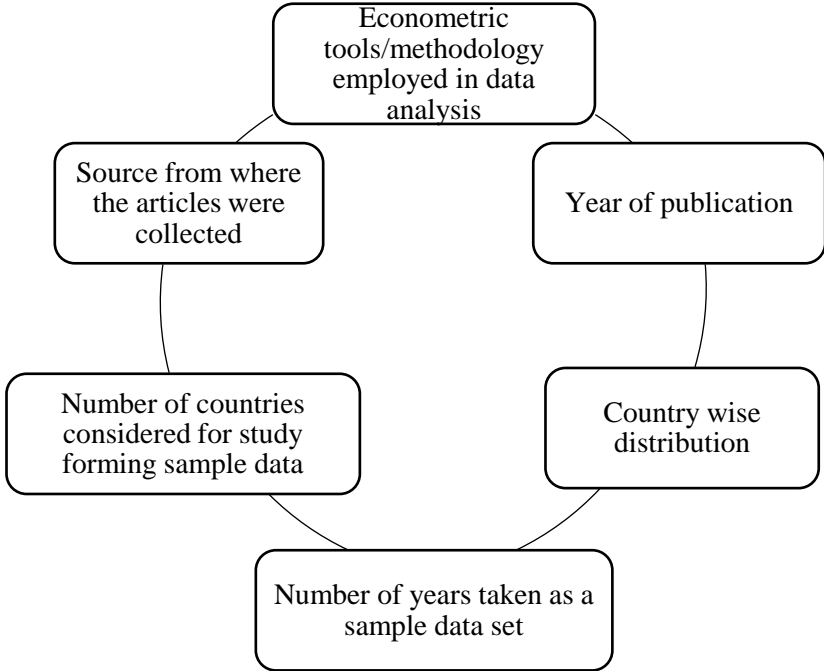 Econometric
tools/methodology
employed in data
analysis
Year of publication
Country wise
distribution
Number of years taken as a
sample data set
Number of countries
considered for study
forming sample data
Source from where
the articles were
collected